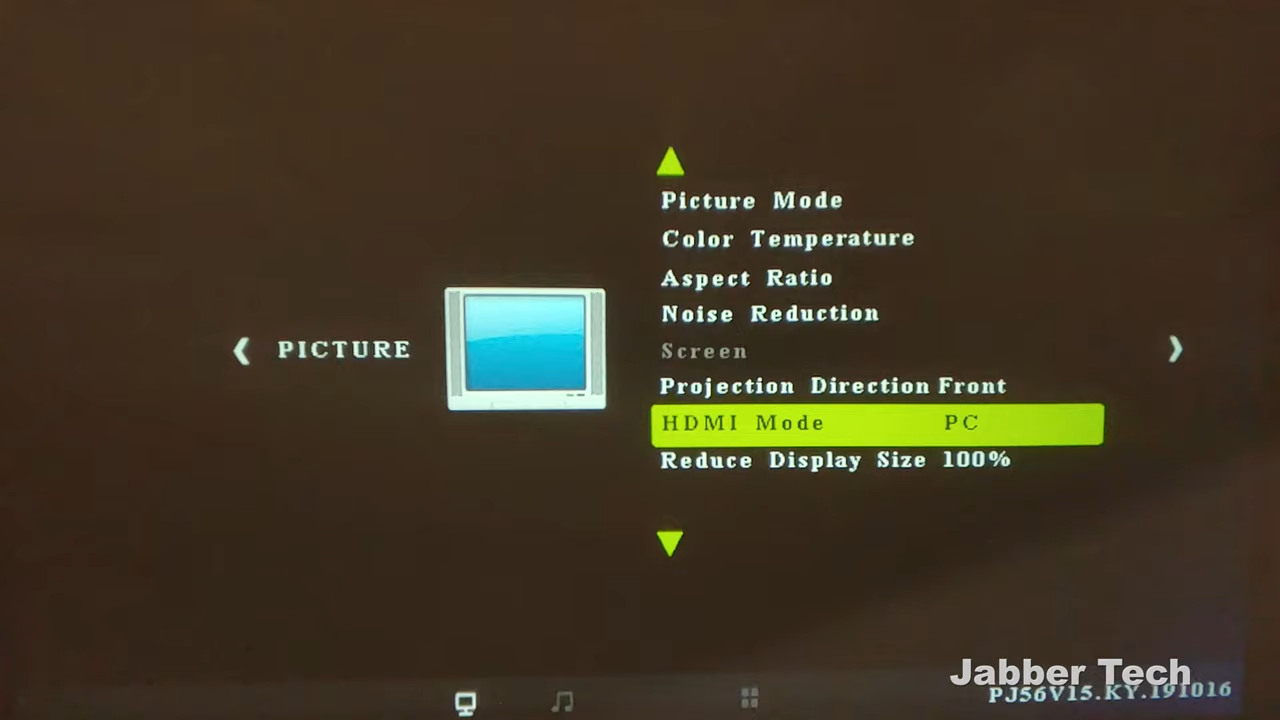 Picture Mode
Color Temperature
Aspect Ratio
Noise Reduction
PICTURE
Screen
Projection Direction Front
HDMI Mode PC
Reduce Display Size 100%
Jabber Tech
PJ56V15.KY.191016